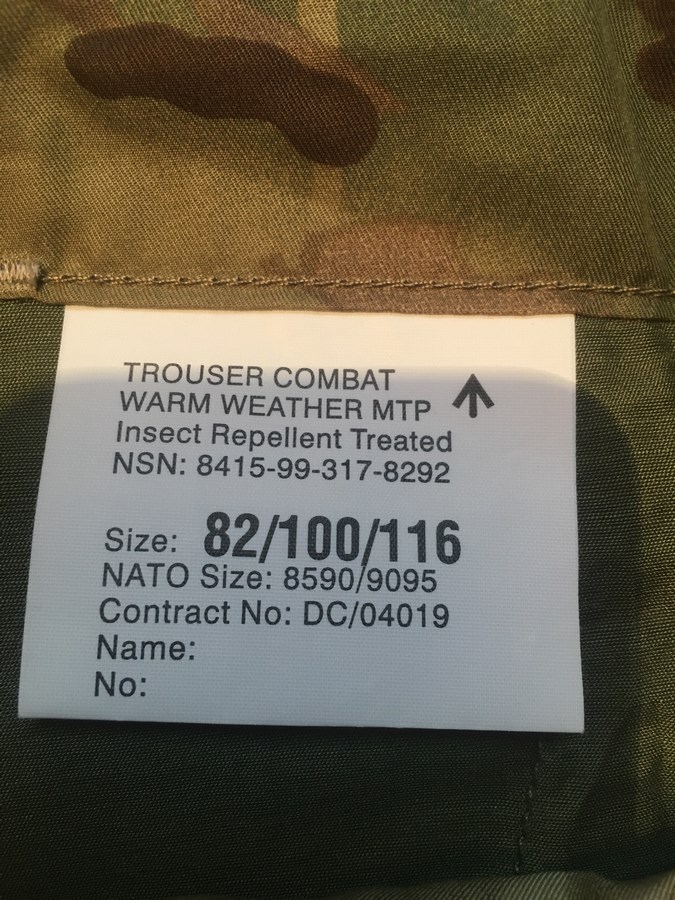 TROUSER COMBAT
WARM WEATHER MTP
Insect Repellent Treated
NSN: 8415-99-317-8292
Size: 82/100/116
NATO Size: 8590/9095
Contract No: DC/04019
Name:
No: